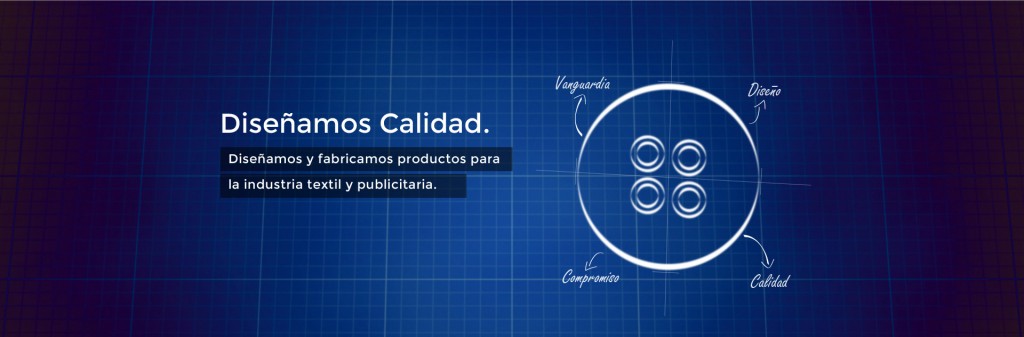 Diseñamos Calidad.
Diseñamos y fabricamos productos para
la industria textil y publicitaria.
Vanguardia
Diseño
Compromiso
Calidad